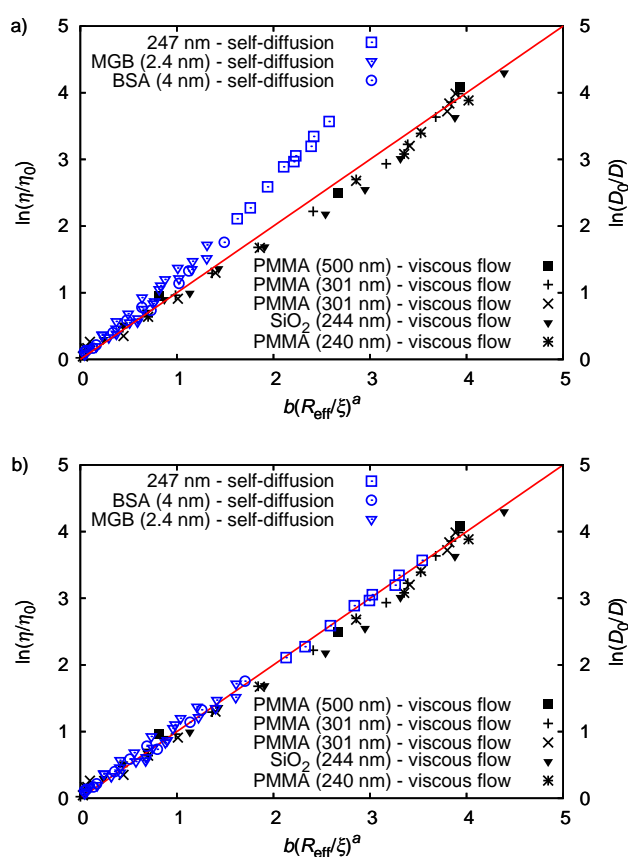 a)
5
4
3
2
1
0
ln(η/η0)
ln(D0/D)
247 nm - self-diffusion
MGB (2.4 nm) - self-diffusion
BSA (4 nm) - self-diffusion
PMMA (500 nm) - viscous flow
PMMA (301 nm) - viscous flow
PMMA (301 nm) - viscous flow
SiO2 (244 nm) - viscous flow
PMMA (240 nm) - viscous flow
0 1 2 3 4 5
b(Reff/ξ)a
b)
5
4
3
2
1
0
ln(η/η0)
ln(D0/D)
247 nm - self-diffusion
BSA (4 nm) - self-diffusion
MGB (2.4 nm) - self-diffusion
PMMA (500 nm) - viscous flow
PMMA (301 nm) - viscous flow
PMMA (301 nm) - viscous flow
SiO2 (244 nm) - viscous flow
PMMA (240 nm) - viscous flow
0 1 2 3 4 5
b(Reff/ξ)a